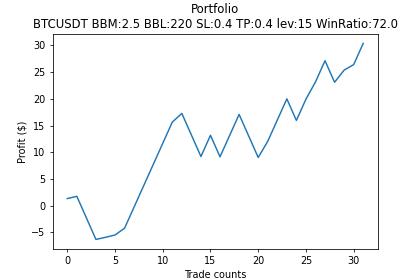 Portfolio
BTCUSDT BBM:2.5 BBL:220 SL:0.4 TP:0.4 lev:15 WinRatio:72.0
30
25
20
15
10
5
0
−5
Profit ($)
0 5 10 15 20 25 30
Trade counts